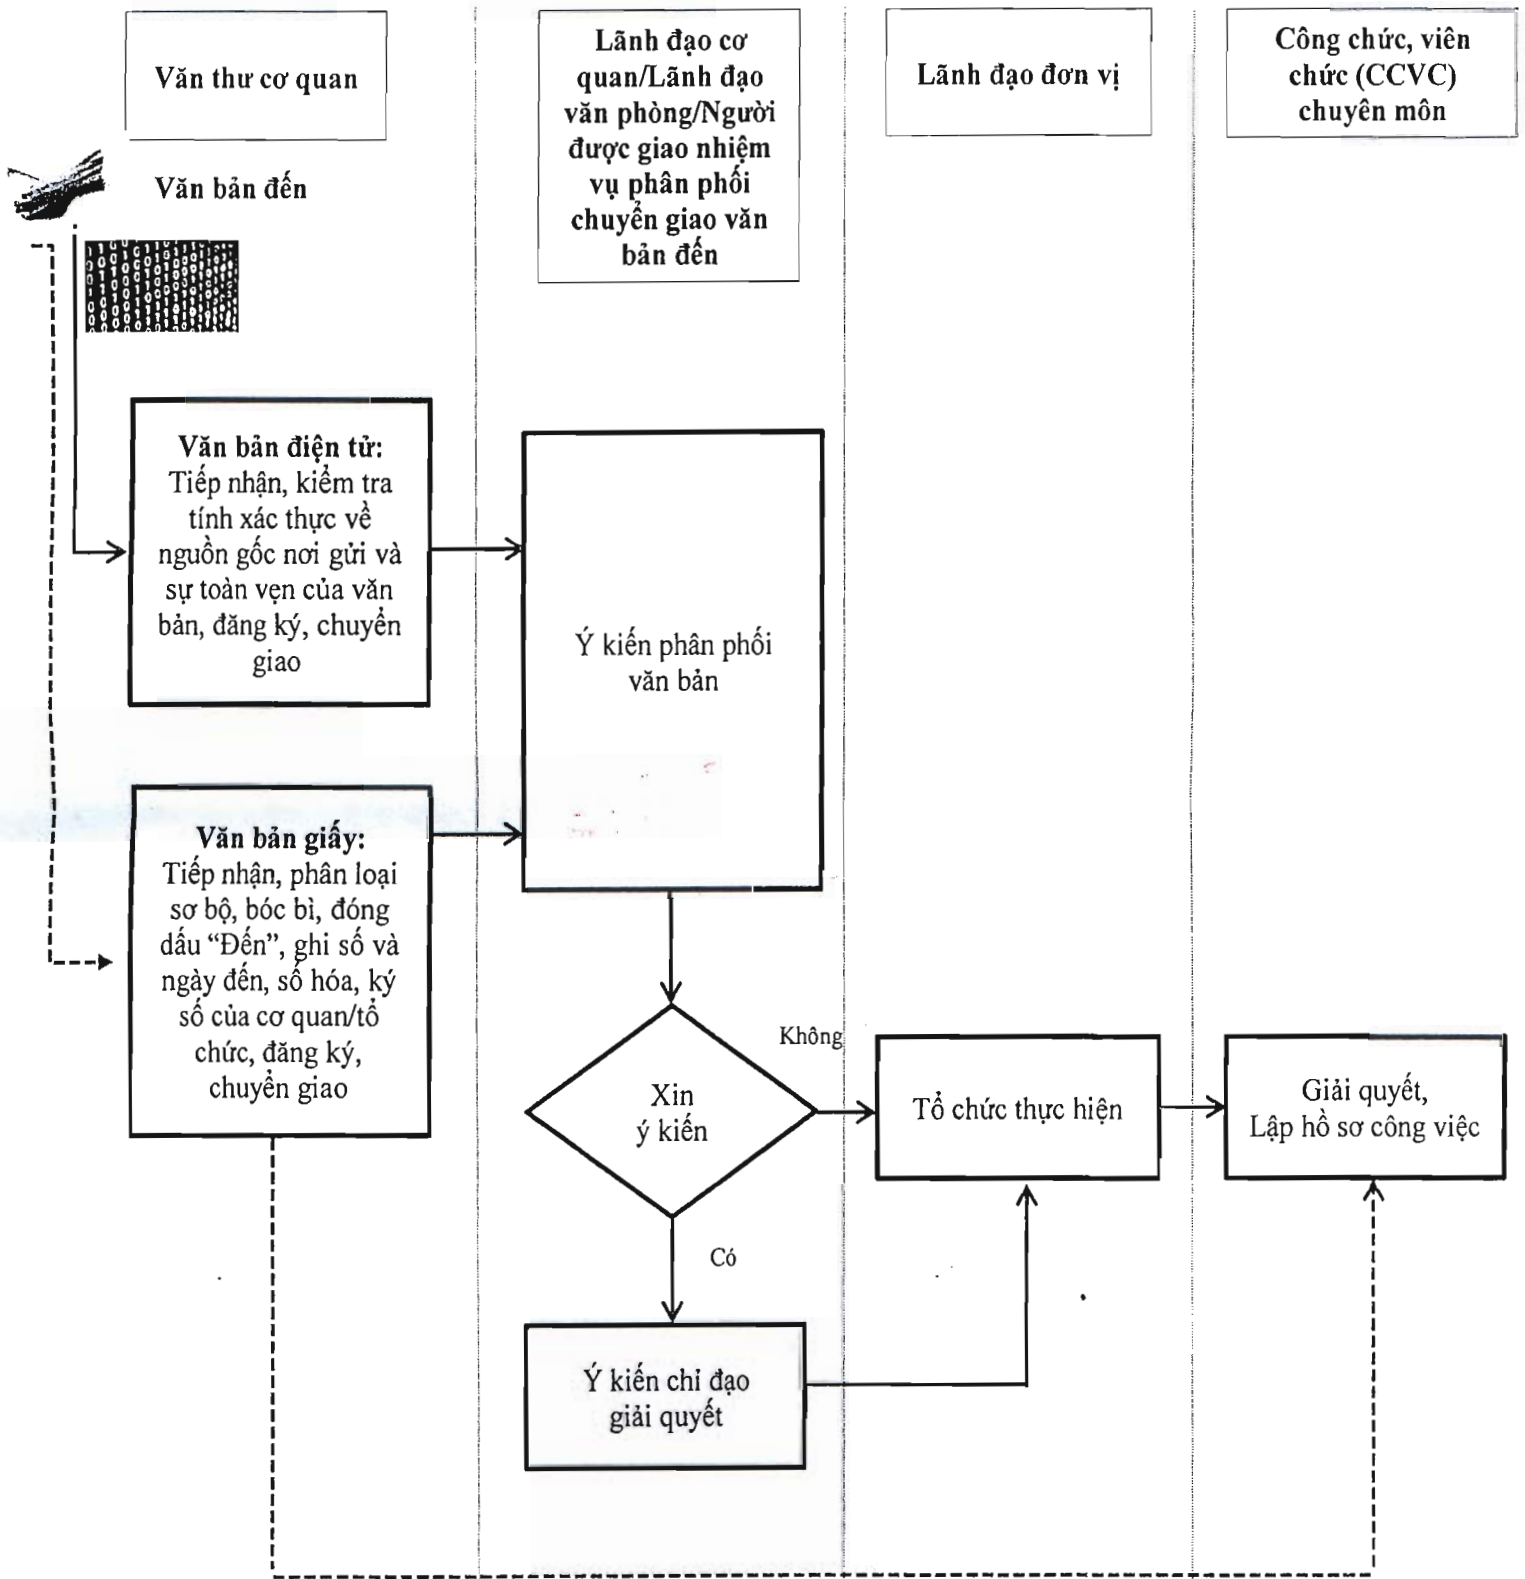 Văn thư cơ quan
Lãnh đạo cơ
quan/Lãnh đạo
văn phòng/Người
được giao nhiệm
vụ phân phối
chuyển giao văn
bản đến
Lãnh đạo đơn vị
Công chức, viên
chức (CCVC)
chuyên môn
Văn bản đến
Văn bản điện tử:
Tiếp nhận, kiểm tra
tính xác thực về
nguồn gốc nơi gửi và
sự toàn vẹn của văn
bản, đăng ký, chuyển
giao
Ý kiến phân phối
văn bản
Văn bản giấy:
Tiếp nhận, phân loại
sơ bộ, bóc bì, đóng
dấu “Đến”, ghi số và
ngày đến, số hóa, ký
số của cơ quan/tổ
chức, đăng ký,
chuyển giao
Xin
ý kiến
Không
Tổ chức thực hiện
Giải quyết,
Lập hồ sơ công việc
Có
Ý kiến chỉ đạo
giải quyết